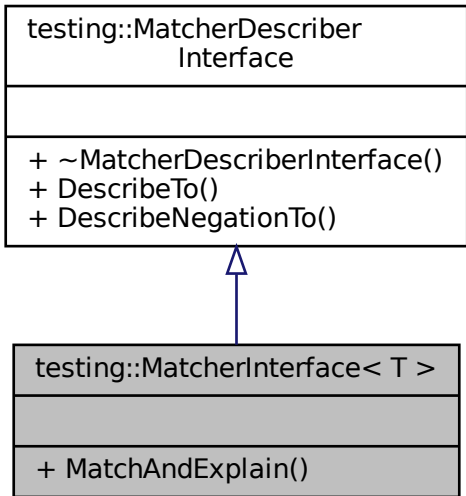 testing::MatcherDescriber
Interface
+ ~MatcherDescriberInterface()
+ DescribeTo()
+ DescribeNegationTo()
testing::MatcherInterface< T >
+ MatchAndExplain()